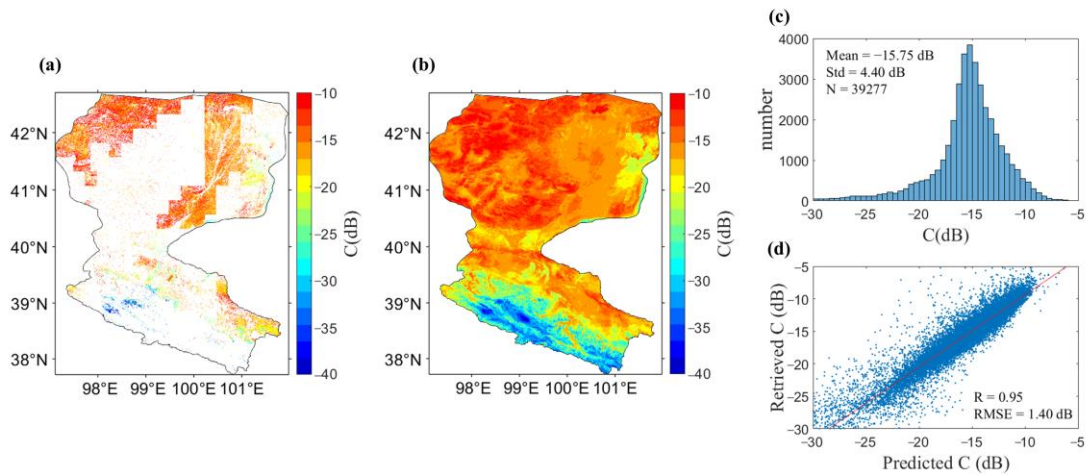 (a)
42°N
41°N
40°N
39°N
38°N
98°E
99°E
100°E
101°E
−10
−15
−20
−25
−30
−35
−40
C(dB)
(b)
42°N
41°N
40°N
39°N
38°N
98°E
99°E
100°E
101°E
−10
−15
−20
−25
−30
−35
−40
C(dB)
(c)
4000
3000
2000
1000
0
number
Mean = −15.75 dB
Std = 4.40 dB
N = 39277
-30
-25
-20
-15
-10
-5
C(dB)
(d)
-5
-10
-15
-20
-25
-30
Retrieved C (dB)
R = 0.95
RMSE = 1.40 dB
-30
-25
-20
-15
-10
-5
Predicted C (dB)